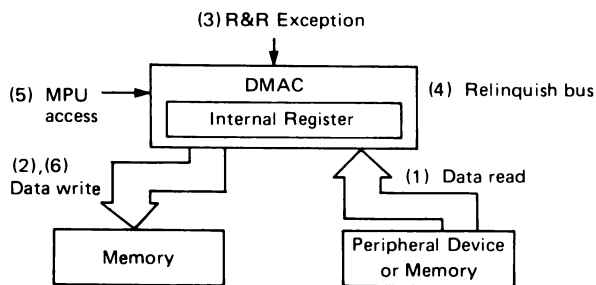 (3) R&R Exception
DMAC
(4) Relinquish bus
(5) MPU
access
Internal Register
(2),(6)
Data write
(1) Data read
Memory
Peripheral Device
or Memory